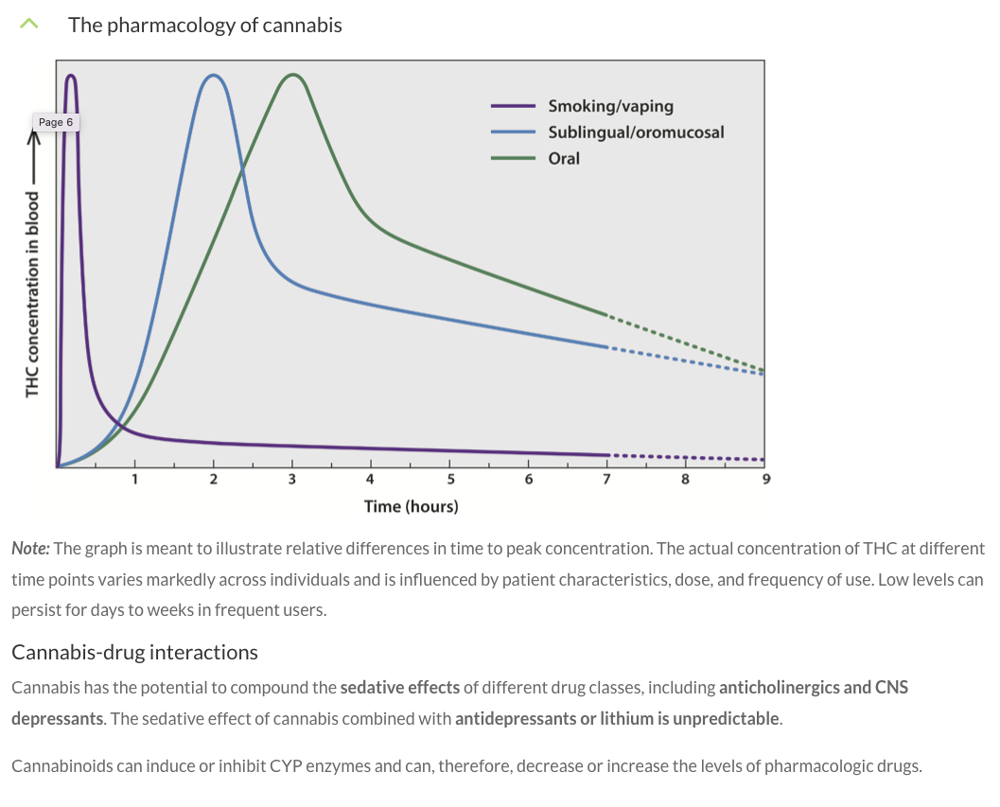 The pharmacology of cannabis
Page 6
THC concentration in blood
Smoking/vaping
Sublingual/oromucosal
Oral
1 2 3 4 5 6 7 8 9
Time (hours)
Note: The graph is meant to illustrate relative differences in time to peak concentration. The actual concentration of THC at different
time points varies markedly across individuals and is influenced by patient characteristics, dose, and frequency of use. Low levels can
persist for days to weeks in frequent users.
Cannabis-drug interactions
Cannabis has the potential to compound the sedative effects of different drug classes, including anticholinergics and CNS
depressants. The sedative effect of cannabis combined with antidepressants or lithium is unpredictable.
Cannabinoids can induce or inhibit CYP enzymes and can, therefore, decrease or increase the levels of pharmacologic drugs.